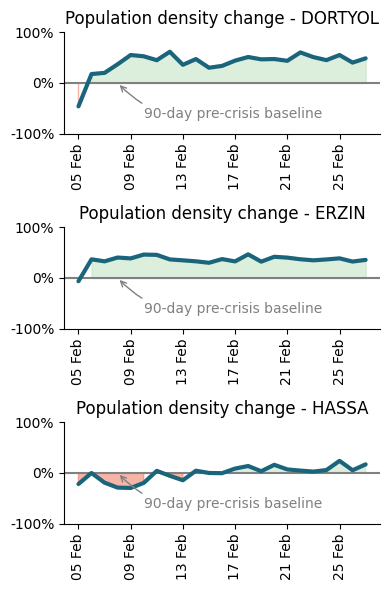 Population density change - DORTYOL
100%
0%
-100%
90-day pre-crisis baseline
05 Feb
09 Feb
13 Feb
17 Feb
21 Feb
25 Feb
Population density change - ERZIN
100%
0%
-100%
90-day pre-crisis baseline
05 Feb
09 Feb
13 Feb
17 Feb
21 Feb
25 Feb
Population density change - HASSA
100%
0%
-100%
90-day pre-crisis baseline
05 Feb
09 Feb
13 Feb
17 Feb
21 Feb
25 Feb